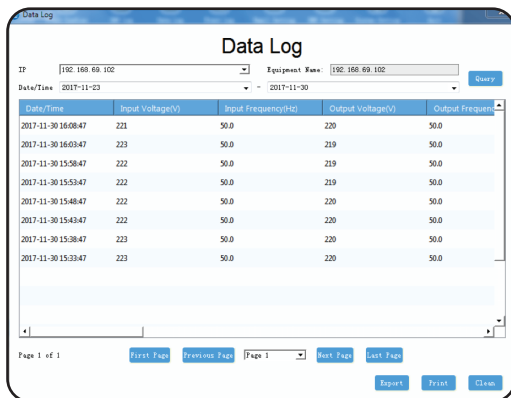 Data Log
Data Log
IP 192.168.69.102 Equipment Name: 192.168.69.102
Query
Date/Time 2017-11-23 - 2017-11-30
Date/Time Input Voltage(V) Input Frequency(Hz) Output Voltage(V) Output Frequenc
2017-11-30 16:08:47 221 50.0 220 50.0
2017-11-30 16:03:47 223 50.0 219 50.0
2017-11-30 15:58:47 222 50.0 219 50.0
2017-11-30 15:53:47 222 50.0 219 50.0
2017-11-30 15:48:47 222 50.0 220 50.0
2017-11-30 15:43:47 222 50.0 220 50.0
2017-11-30 15:38:47 223 50.0 220 50.0
2017-11-30 15:33:47 223 50.0 220 50.0
Page 1 of 1 First Page Previous Page Page 1 Next Page Last Page
Export Print Clean